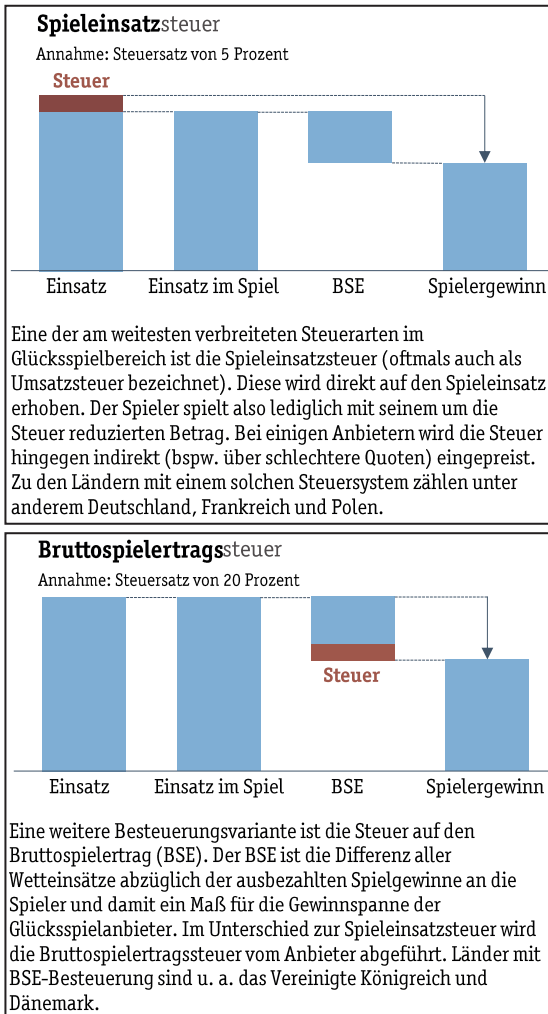 Spieleinsatzsteuer
Annahme: Steuersatz von 5 Prozent
Steuer
Einsatz Einsatz im Spiel BSE Spielergewinn
Eine der am weitesten verbreiteten Steuerarten im
Glücksspielbereich ist die Spieleinsatzsteuer (oftmals auch als
Umsatzsteuer bezeichnet). Diese wird direkt auf den Spieleinsatz
erhoben. Der Spieler spielt also lediglich mit seinem um die
Steuer reduzierten Betrag. Bei einigen Anbietern wird die Steuer
hingegen indirekt (bspw. über schlechtere Quoten) eingepreist.
Zu den Ländern mit einem solchen Steuersystem zählen unter
anderem Deutschland, Frankreich und Polen.
Bruttospielertragssteuer
Annahme: Steuersatz von 20 Prozent
Steuer
Einsatz Einsatz im Spiel BSE Spielergewinn
Eine weitere Besteuerungsvariante ist die Steuer auf den
Bruttospielertrag (BSE). Der BSE ist die Differenz aller
Wetteinsätze abzüglich der ausbezahlten Spielgewinne an die
Spieler und damit ein Maß für die Gewinnspanne der
Glücksspielanbieter. Im Unterschied zur Spieleinsatzsteuer wird
die Bruttospielertragssteuer vom Anbieter abgeführt. Länder mit
BSE-Besteuerung sind u. a. das Vereinigte Königreich und
Dänemark.